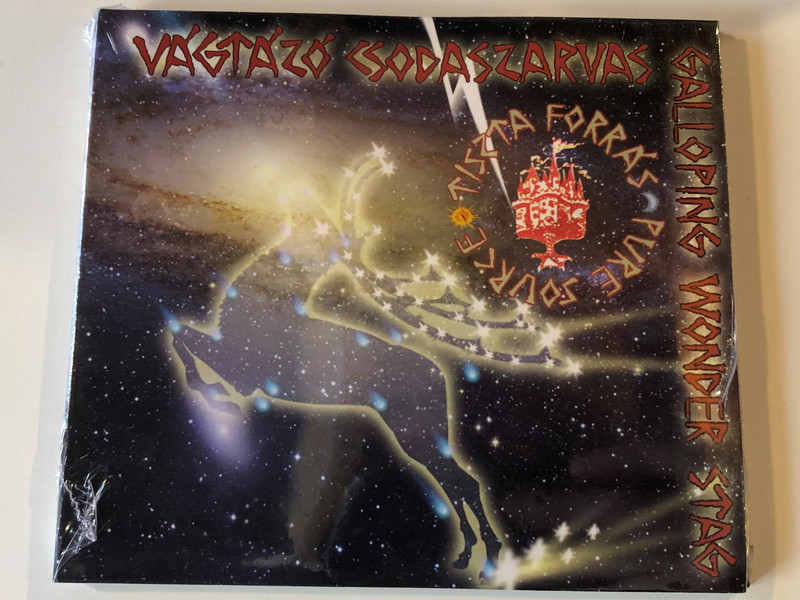 VÁGTÁZÓ CSODASZARVAS
GALLOPING WONDER STAG
TISZTA FORRÁS
PURE SOURCE